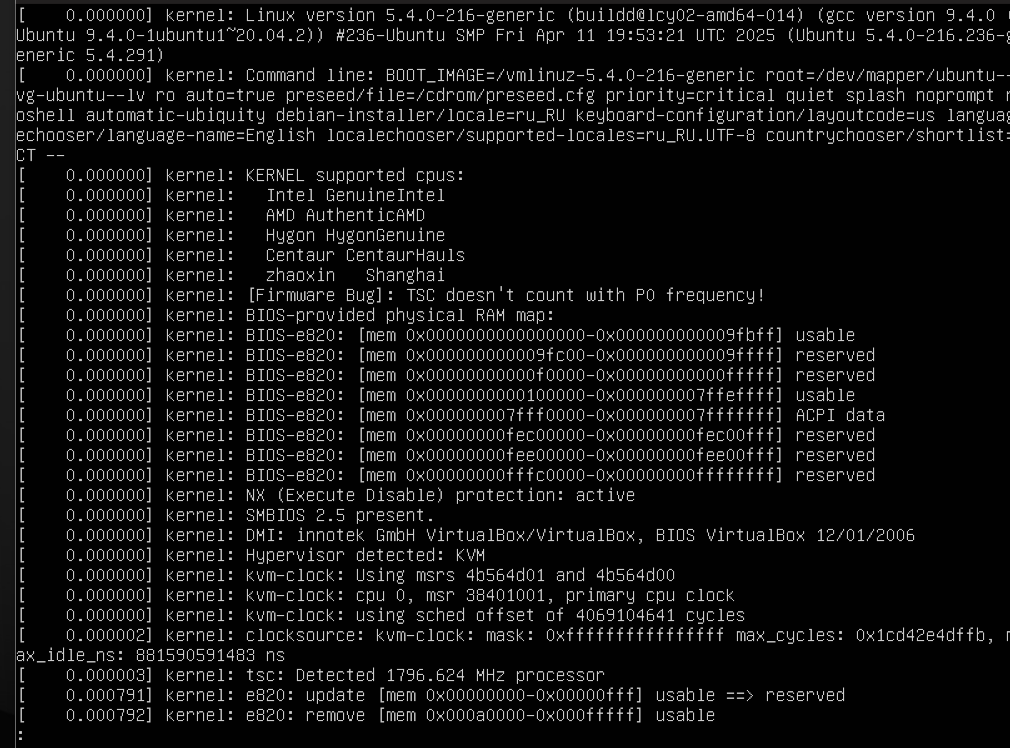 [    0.000000] kernel: Linux version 5.4.0-216-generic (buildd@lcy02-amd64-014) (gcc version 9.4.0 (
Ubuntu 9.4.0-1ubuntu1~20.04.2)) #236-Ubuntu SMP Fri Apr 11 19:53:21 UTC 2025 (Ubuntu 5.4.0-216.236-g
eneric 5.4.291)
[    0.000000] kernel: Command line: BOOT_IMAGE=/vmlinuz-5.4.0-216-generic root=/dev/mapper/ubuntu--
vg-ubuntu--lv ro auto=true preseed/file=/cdrom/preseed.cfg priority=critical quiet splash noprompt n
oshell automatic-ubiquity debian-installer/locale=ru_RU keyboard-configuration/layoutcode=us languag
echooser/language-name=English localechooser/supported-locales=ru_RU.UTF-8 countrychooser/shortlist=
CT --
[    0.000000] kernel: KERNEL supported cpus:
[    0.000000] kernel:   Intel GenuineIntel
[    0.000000] kernel:   AMD AuthenticAMD
[    0.000000] kernel:   Hygon HygonGenuine
[    0.000000] kernel:   Centaur CentaurHauls
[    0.000000] kernel:   zhaoxin   Shanghai
[    0.000000] kernel: [Firmware Bug]: TSC doesn't count with P0 frequency!
[    0.000000] kernel: BIOS-provided physical RAM map:
[    0.000000] kernel: BIOS-e820: [mem 0x0000000000000000-0x000000000009fbff] usable
[    0.000000] kernel: BIOS-e820: [mem 0x000000000009fc00-0x000000000009ffff] reserved
[    0.000000] kernel: BIOS-e820: [mem 0x00000000000f0000-0x00000000000fffff] reserved
[    0.000000] kernel: BIOS-e820: [mem 0x0000000000100000-0x000000007ffeffff] usable
[    0.000000] kernel: BIOS-e820: [mem 0x000000007fff0000-0x000000007fffffff] ACPI data
[    0.000000] kernel: BIOS-e820: [mem 0x00000000fec00000-0x00000000fec00fff] reserved
[    0.000000] kernel: BIOS-e820: [mem 0x00000000fee00000-0x00000000fee00fff] reserved
[    0.000000] kernel: BIOS-e820: [mem 0x00000000fffc0000-0x00000000ffffffff] reserved
[    0.000000] kernel: NX (Execute Disable) protection: active
[    0.000000] kernel: SMBIOS 2.5 present.
[    0.000000] kernel: DMI: innotek GmbH VirtualBox/VirtualBox, BIOS VirtualBox 12/01/2006
[    0.000000] kernel: Hypervisor detected: KVM
[    0.000000] kernel: kvm-clock: Using msrs 4b564d01 and 4b564d00
[    0.000000] kernel: kvm-clock: cpu 0, msr 38401001, primary cpu clock
[    0.000000] kernel: kvm-clock: using sched offset of 4069104641 cycles
[    0.000002] kernel: clocksource: kvm-clock: mask: 0xffffffffffffffff max_cycles: 0x1cd42e4dffb, m
ax_idle_ns: 881590591483 ns
[    0.000003] kernel: tsc: Detected 1796.624 MHz processor
[    0.000791] kernel: e820: update [mem 0x00000000-0x00000fff] usable ==> reserved
[    0.000792] kernel: e820: remove [mem 0x000a0000-0x000fffff] usable
: